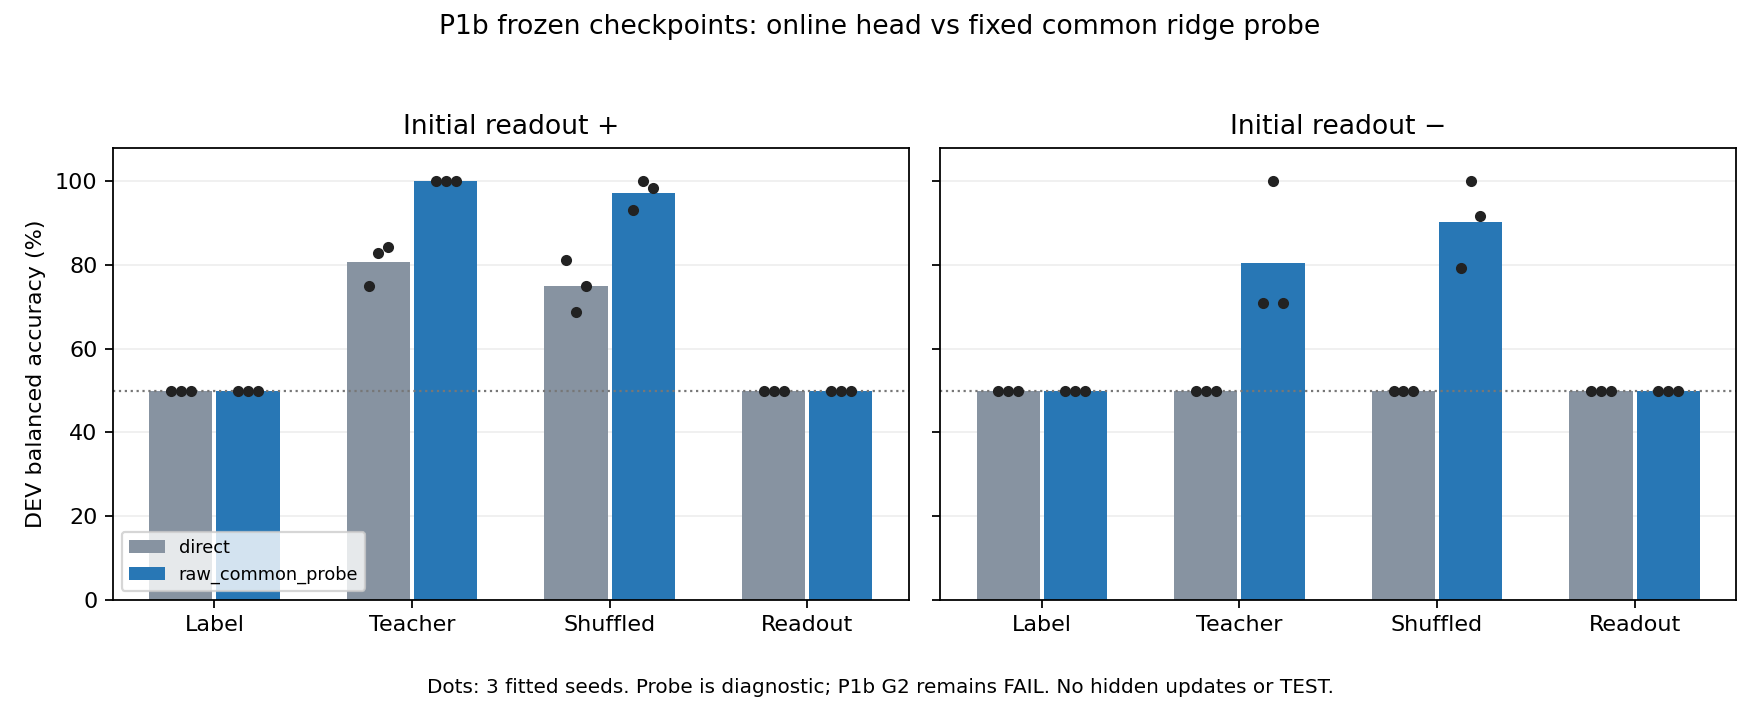 P1b frozen checkpoints: online head vs fixed common ridge probe
Initial readout +
Initial readout −
DEV balanced accuracy (%)
100
80
60
40
20
0
direct
raw_common_probe
Label
Teacher
Shuffled
Readout
Label
Teacher
Shuffled
Readout
Dots: 3 fitted seeds. Probe is diagnostic; P1b G2 remains FAIL. No hidden updates or TEST.